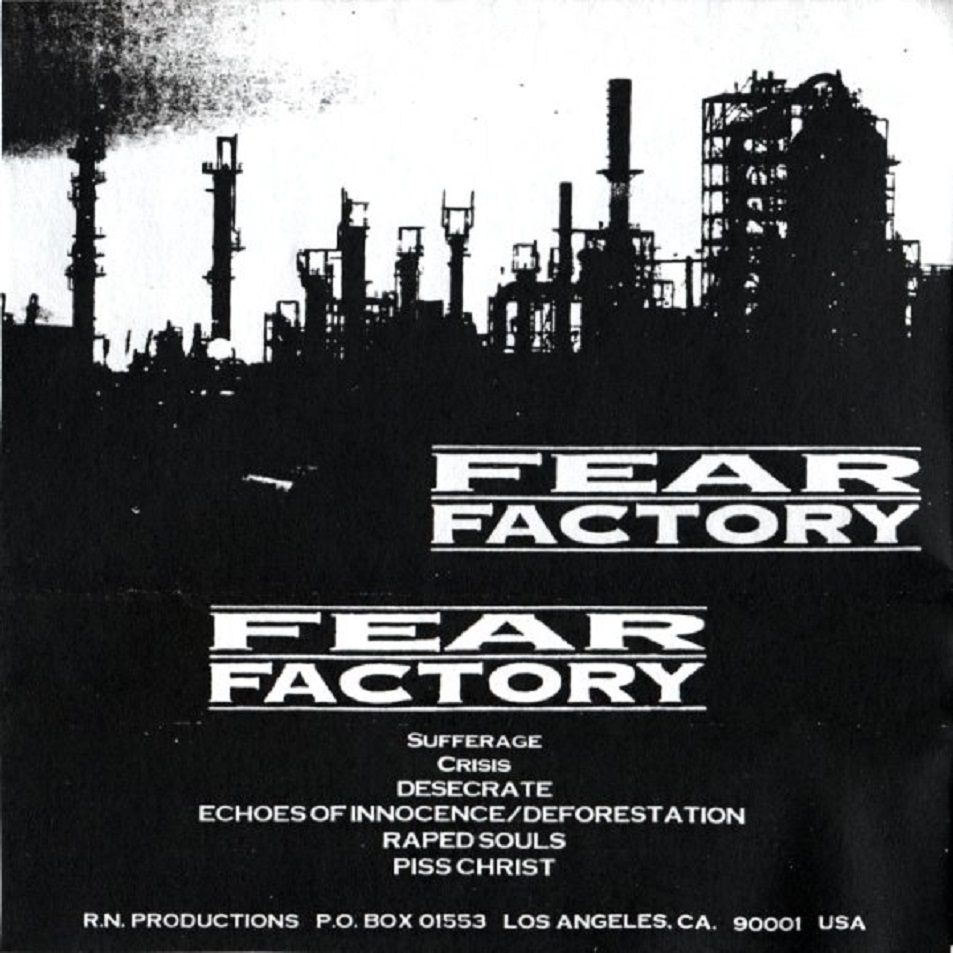 FEAR
FACTORY
FEAR
FACTORY
SUFFERAGE
CRISIS
DESECRATE
ECHOES OF INNOCENCE/DEFORESTATION
RAPED SOULS
PISS CHRIST
R.N. PRODUCTIONS P.O. BOX 01553 LOS ANGELES, CA. 90001 USA